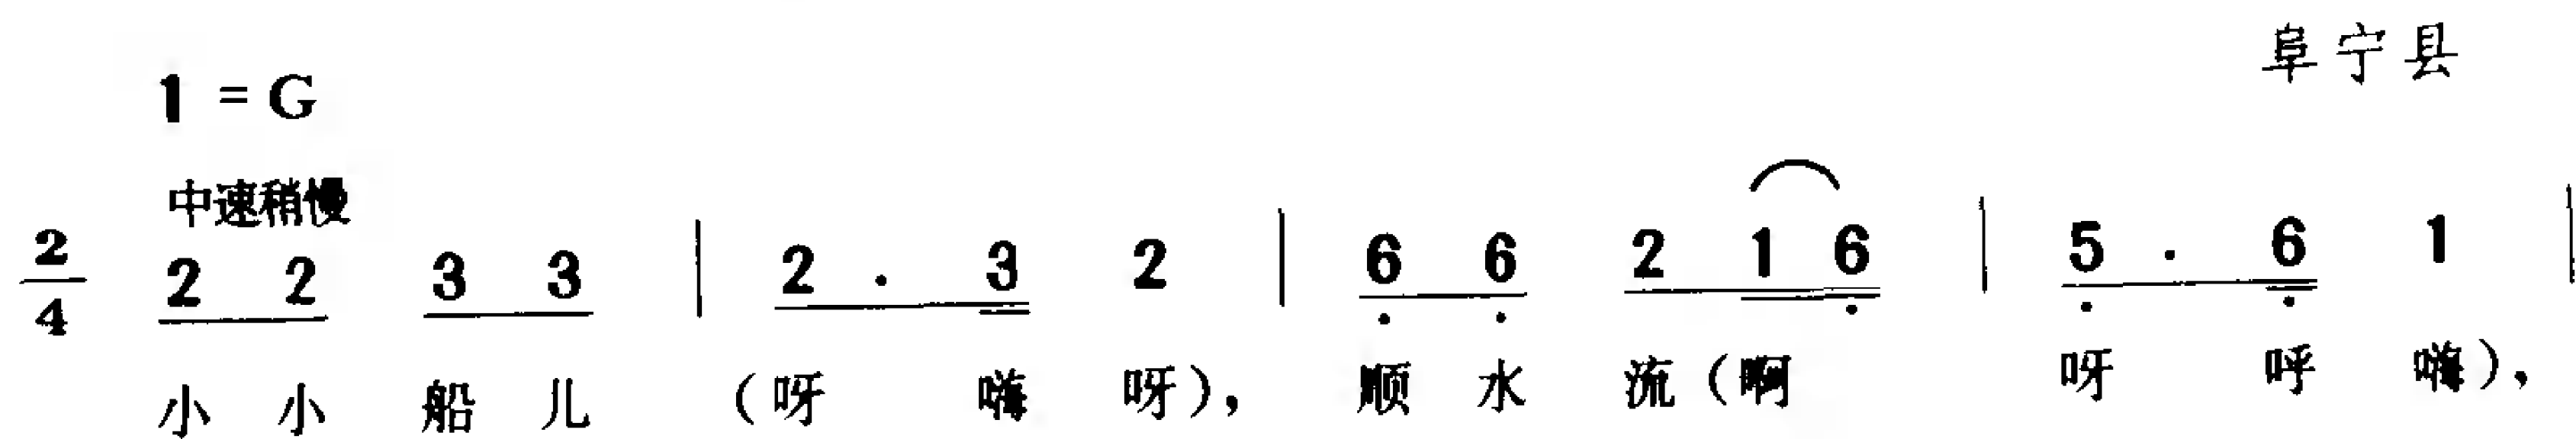 阜宁县
1 = G
中速稍慢
2/4 2 2 3 3 | 2 . 3 2 | 6 6 2 1 6 | 5 . 6 1 |
小 小 船 儿 (呀 嗨 呀), 顺 水 流 (啊 呀 呼 嗨),